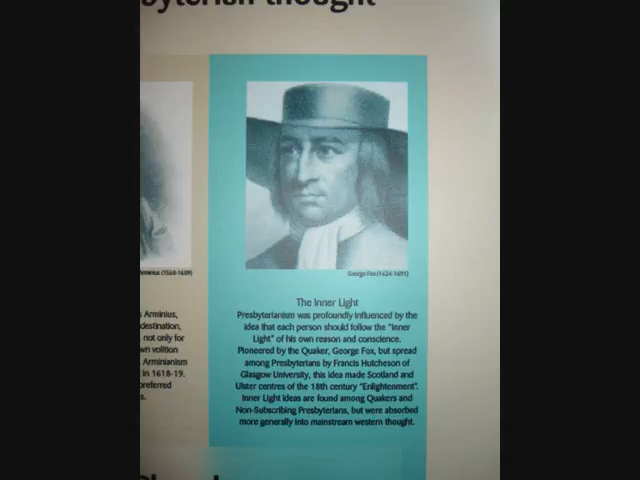 byterian thought
Arminius (1560-1609)
George Fox (1624-1691)
s Arminius,
destination,
not only for
wn volition
Arminianism
in 1618-19.
preferred
s.
The Inner Light
Presbyterianism was profoundly influenced by the
idea that each person should follow the "Inner
Light" of his own reason and conscience.
Pioneered by the Quaker, George Fox, but spread
among Presbyterians by Francis Hutcheson of
Glasgow University, this idea made Scotland and
Ulster centres of the 18th century "Enlightenment".
Inner Light ideas are found among Quakers and
Non-Subscribing Presbyterians, but were absorbed
more generally into mainstream western thought.